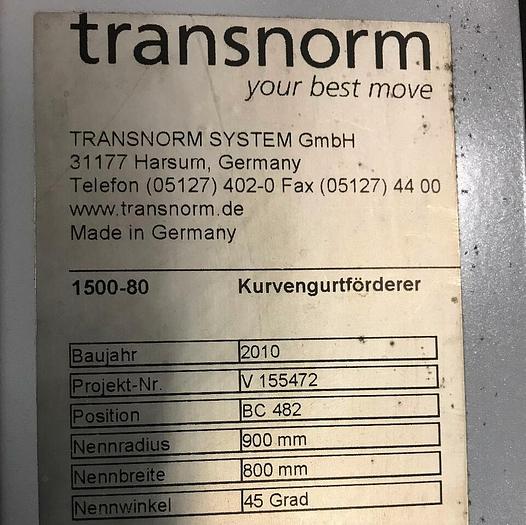 transnorm
your best move
TRANSNORM SYSTEM GmbH
31177 Harsum, Germany
Telefon (05127) 402-0 Fax (05127) 44 00
www.transnorm.de
Made in Germany
1500-80 Kurvengurtförderer
Baujahr 2010
Projekt-Nr. V 155472
Position BC 482
Nennradius 900 mm
Nennbreite 800 mm
Nennwinkel 45 Grad